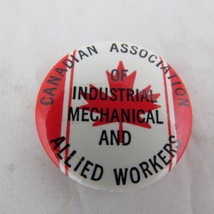 CANADIAN ASSOCIATION
OF
INDUSTRIAL
MECHANICAL
AND
ALLIED WORKERS